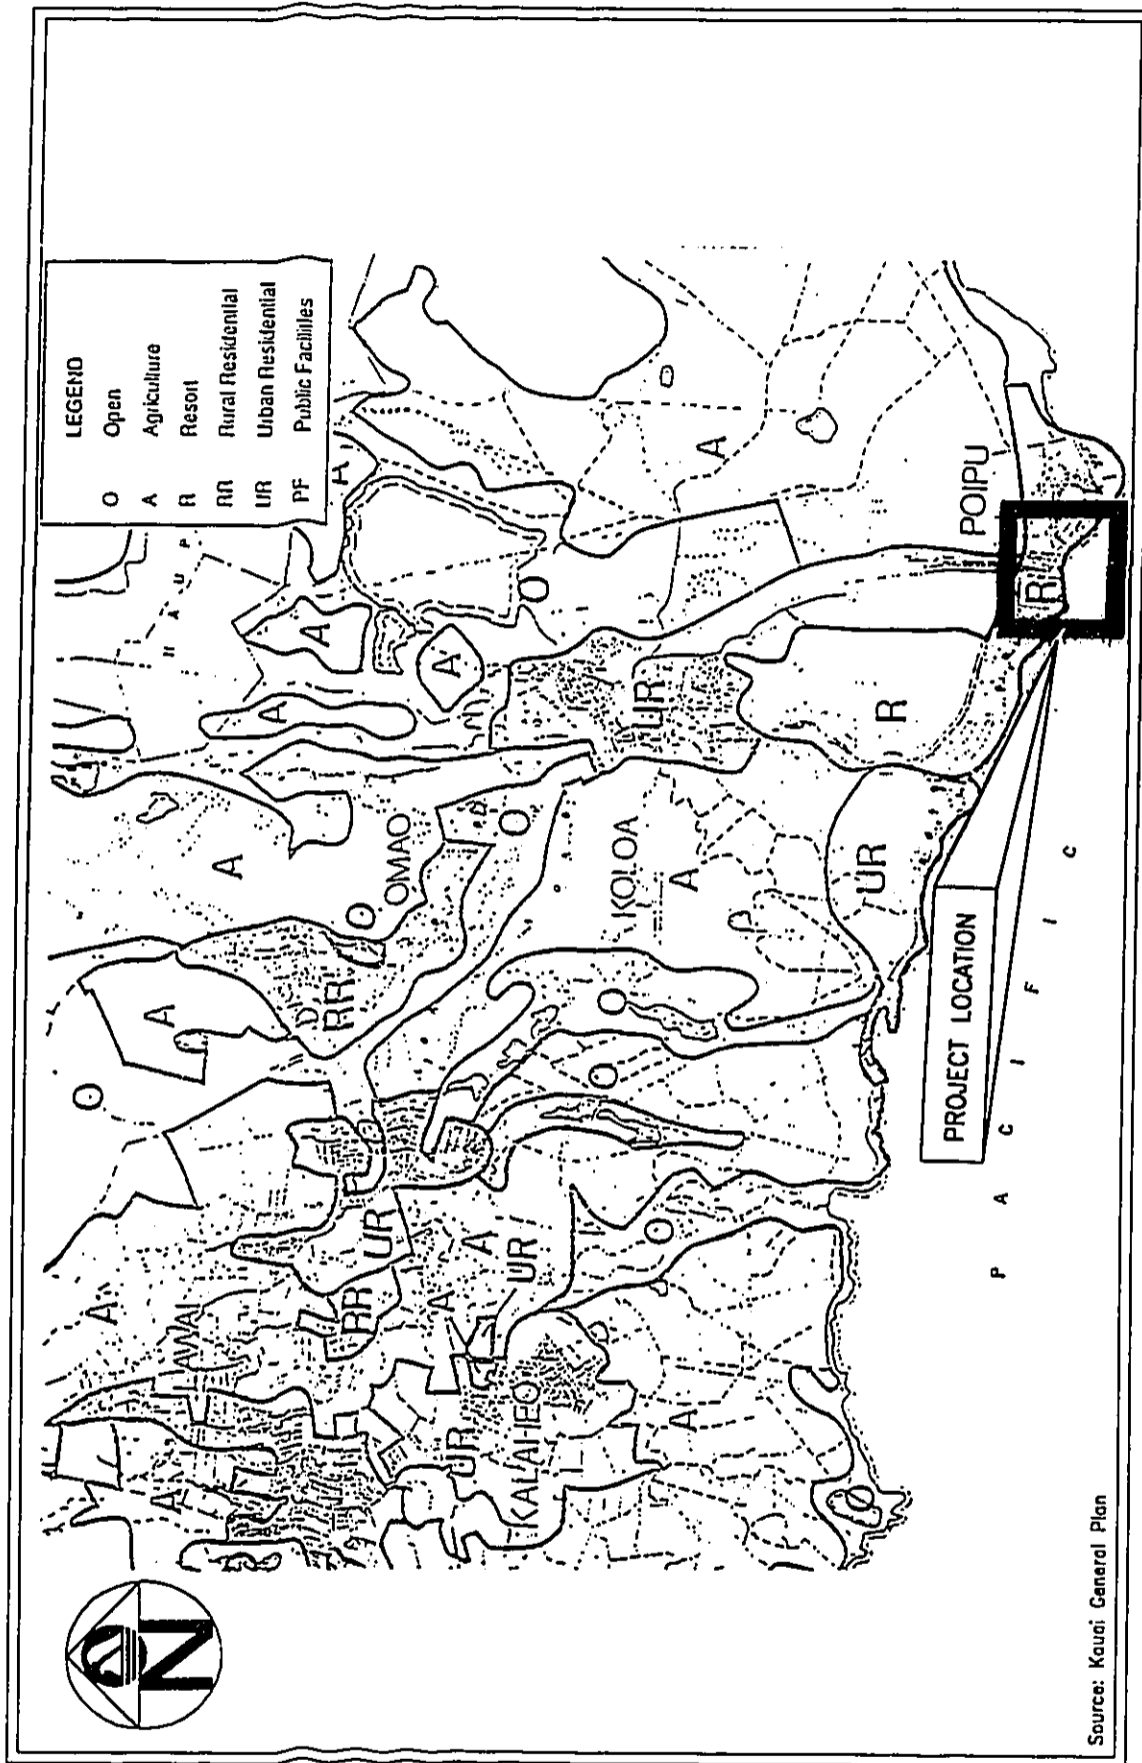 LEGEND
O Open
A Agriculture
R Resort
RR Rural Residential
UR Urban Residential
PF Public Facilities
N
A
O
A
A
A
A
A
A
O
OMAO
O
RR
O
A
LAWAI
A
UR
RR
A
UR
A
UR
KALAHEO
A
O
O
O
KOLOA
A
UR
UR
R
A
POIPU
R
O
PROJECT LOCATION
P A C I F I C
Source: Kauai General Plan